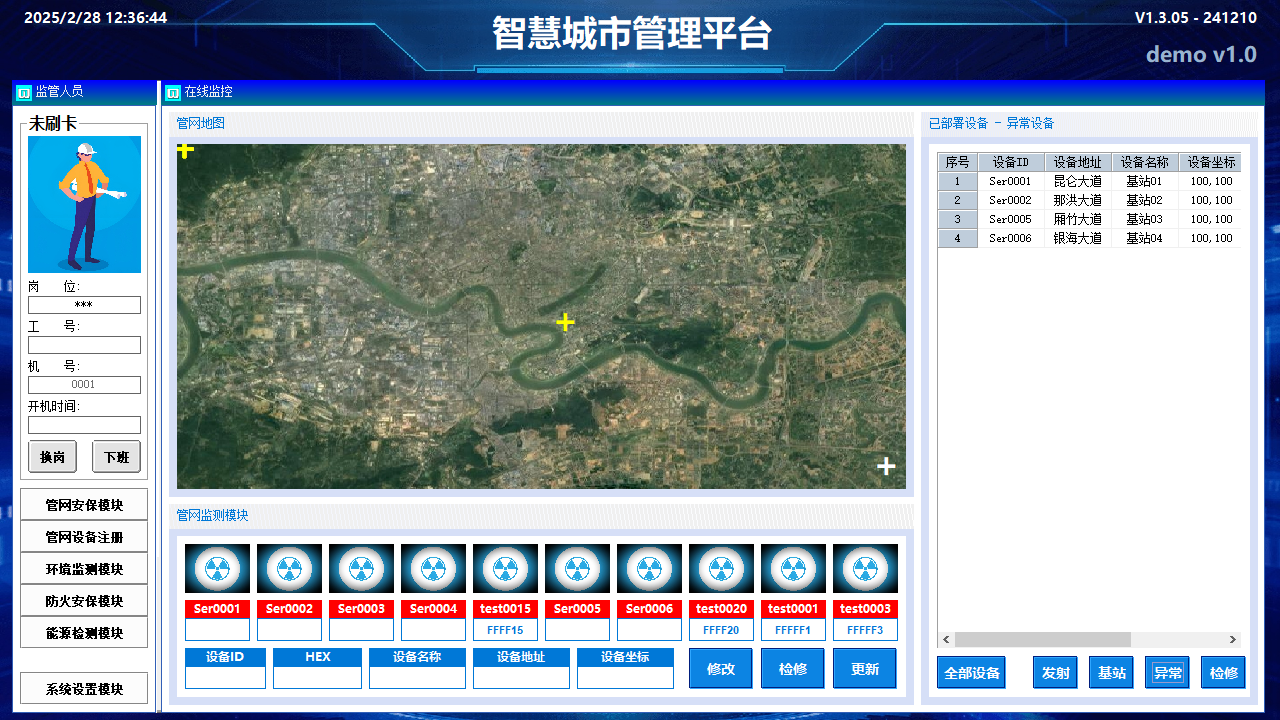 2025/2/28 12:36:44
智慧城市管理平台
V1.3.05 - 241210
demo v1.0
监管人员
在线监控
未刷卡
岗 位:
***
工 号:
机 号:
0001
开机时间:
换岗 下班
管网安保模块
管网设备注册
环境监测模块
防火安保模块
能源检测模块
系统设置模块
管网地图
管网监测模块
Ser0001 Ser0002 Ser0003 Ser0004 test0015 Ser0005 Ser0006 test0020 test0001 test0003
FFFF15 FFFF20 FFFFF1 FFFFF3
设备ID HEX 设备名称 设备地址 设备坐标
修改 检修 更新
已部署设备 - 异常设备
序号 设备ID 设备地址 设备名称 设备坐标
1 Ser0001 昆仑大道 基站01 100,100
2 Ser0002 那洪大道 基站02 100,100
3 Ser0005 厢竹大道 基站03 100,100
4 Ser0006 银海大道 基站04 100,100
全部设备 发射 基站 异常 检修